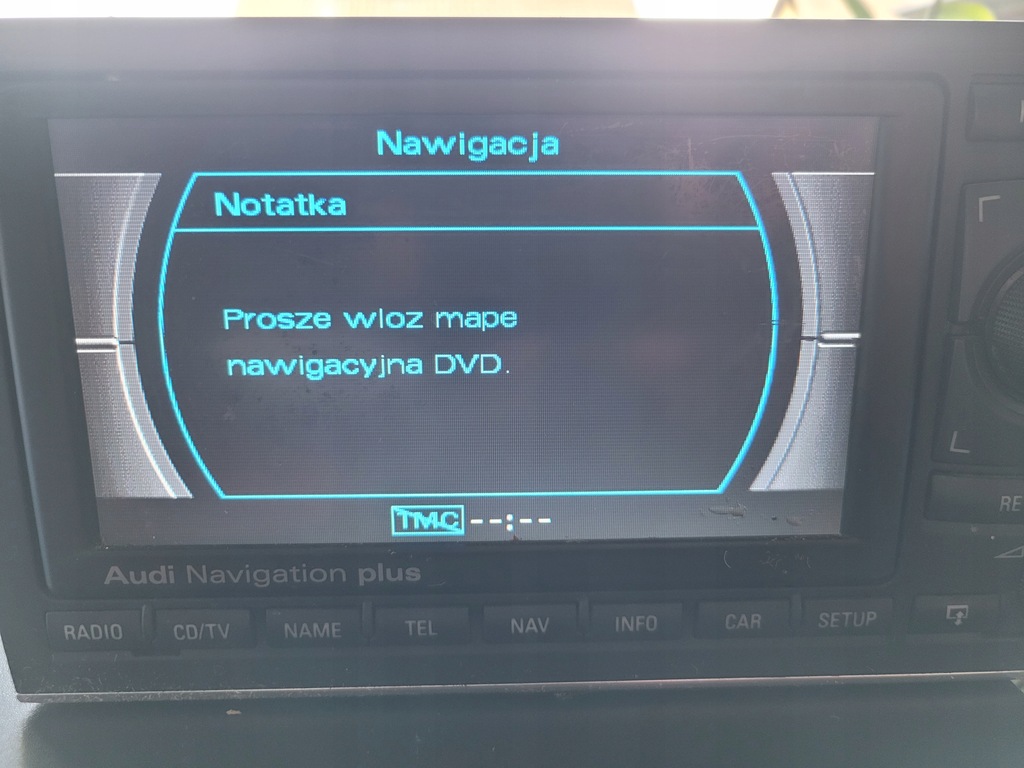 Nawigacja
Notatka
Prosze wloz mape
nawigacyjna DVD.
TMC --:--
Audi Navigation plus
RADIO CD/TV NAME TEL NAV INFO CAR SETUP